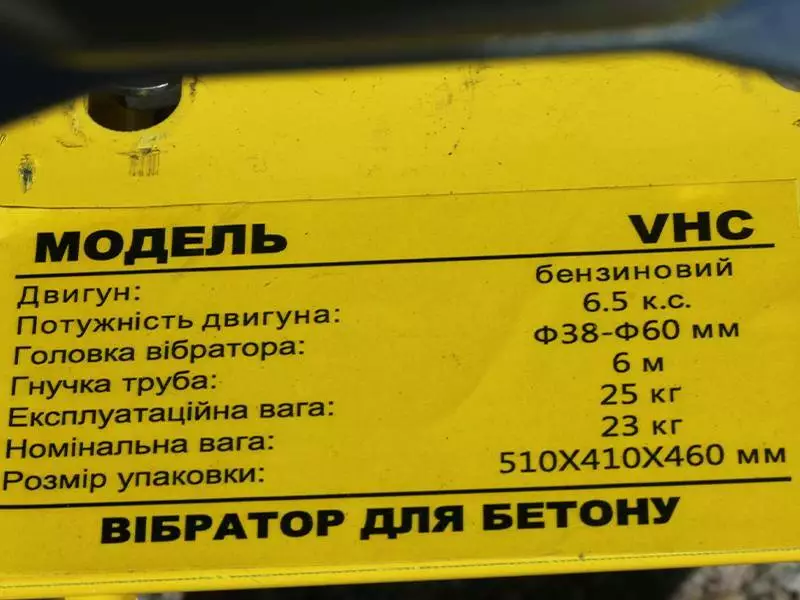 МОДЕЛЬ VHC
Двигун: бензиновий
Потужність двигуна: 6.5 к.с.
Головка вібратора: Ф38-Ф60 мм
Гнучка труба: 6 м
Експлуатаційна вага: 25 кг
Номінальна вага: 23 кг
Розмір упаковки: 510X410X460 мм
ВІБРАТОР ДЛЯ БЕТОНУ